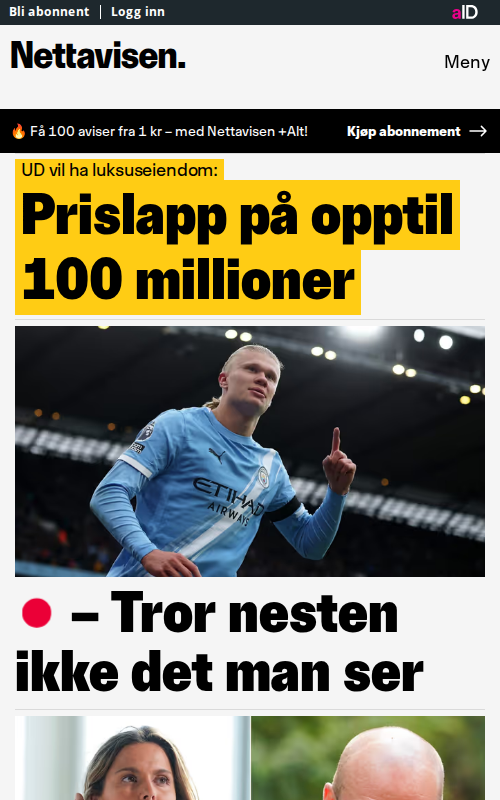 Bli abonnent
Logg inn
aID
Nettavisen.
Meny
🔥 Få 100 aviser fra 1 kr – med Nettavisen +Alt!
Kjøp abonnement →
UD vil ha luksuseiendom:
Prislapp på opptil
100 millioner
ETIHAD
AIRWAYS
– Tror nesten
ikke det man ser